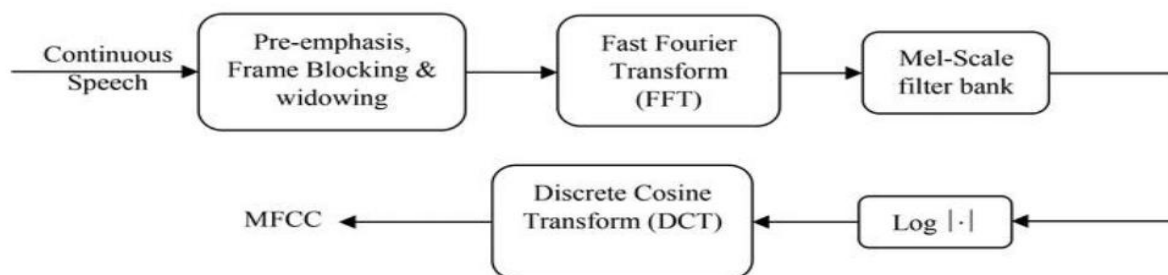 Continuous
Speech
Pre-emphasis,
Frame Blocking &
widowing
Fast Fourier
Transform
(FFT)
Mel-Scale
filter bank
Log |·|
Discrete Cosine
Transform (DCT)
MFCC